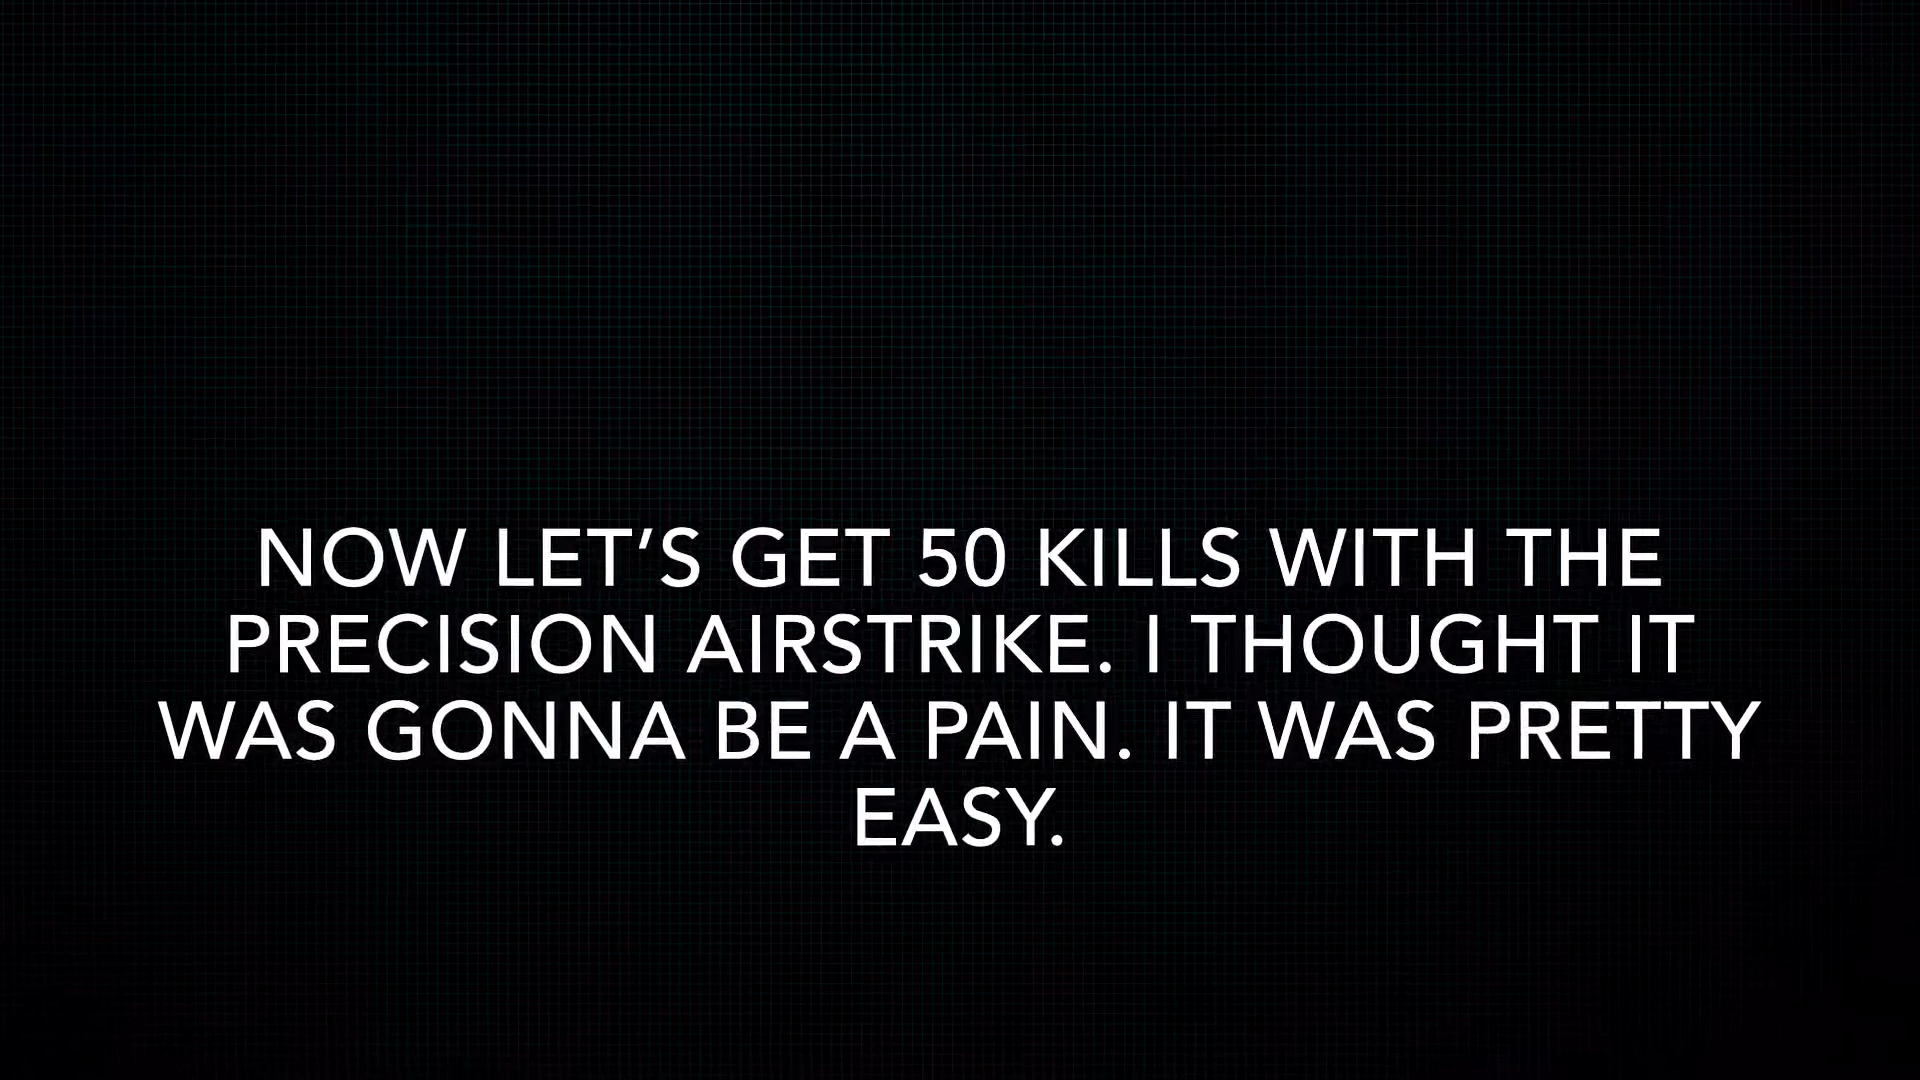 NOW LET’S GET 50 KILLS WITH THE
PRECISION AIRSTRIKE. I THOUGHT IT
WAS GONNA BE A PAIN. IT WAS PRETTY
EASY.